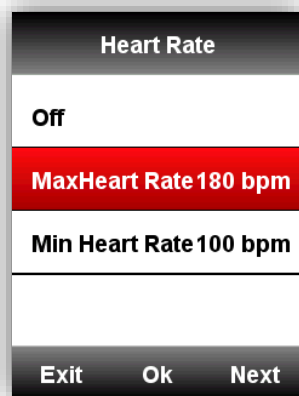 Heart Rate
Off
MaxHeart Rate180 bpm
Min Heart Rate100 bpm
Exit Ok Next